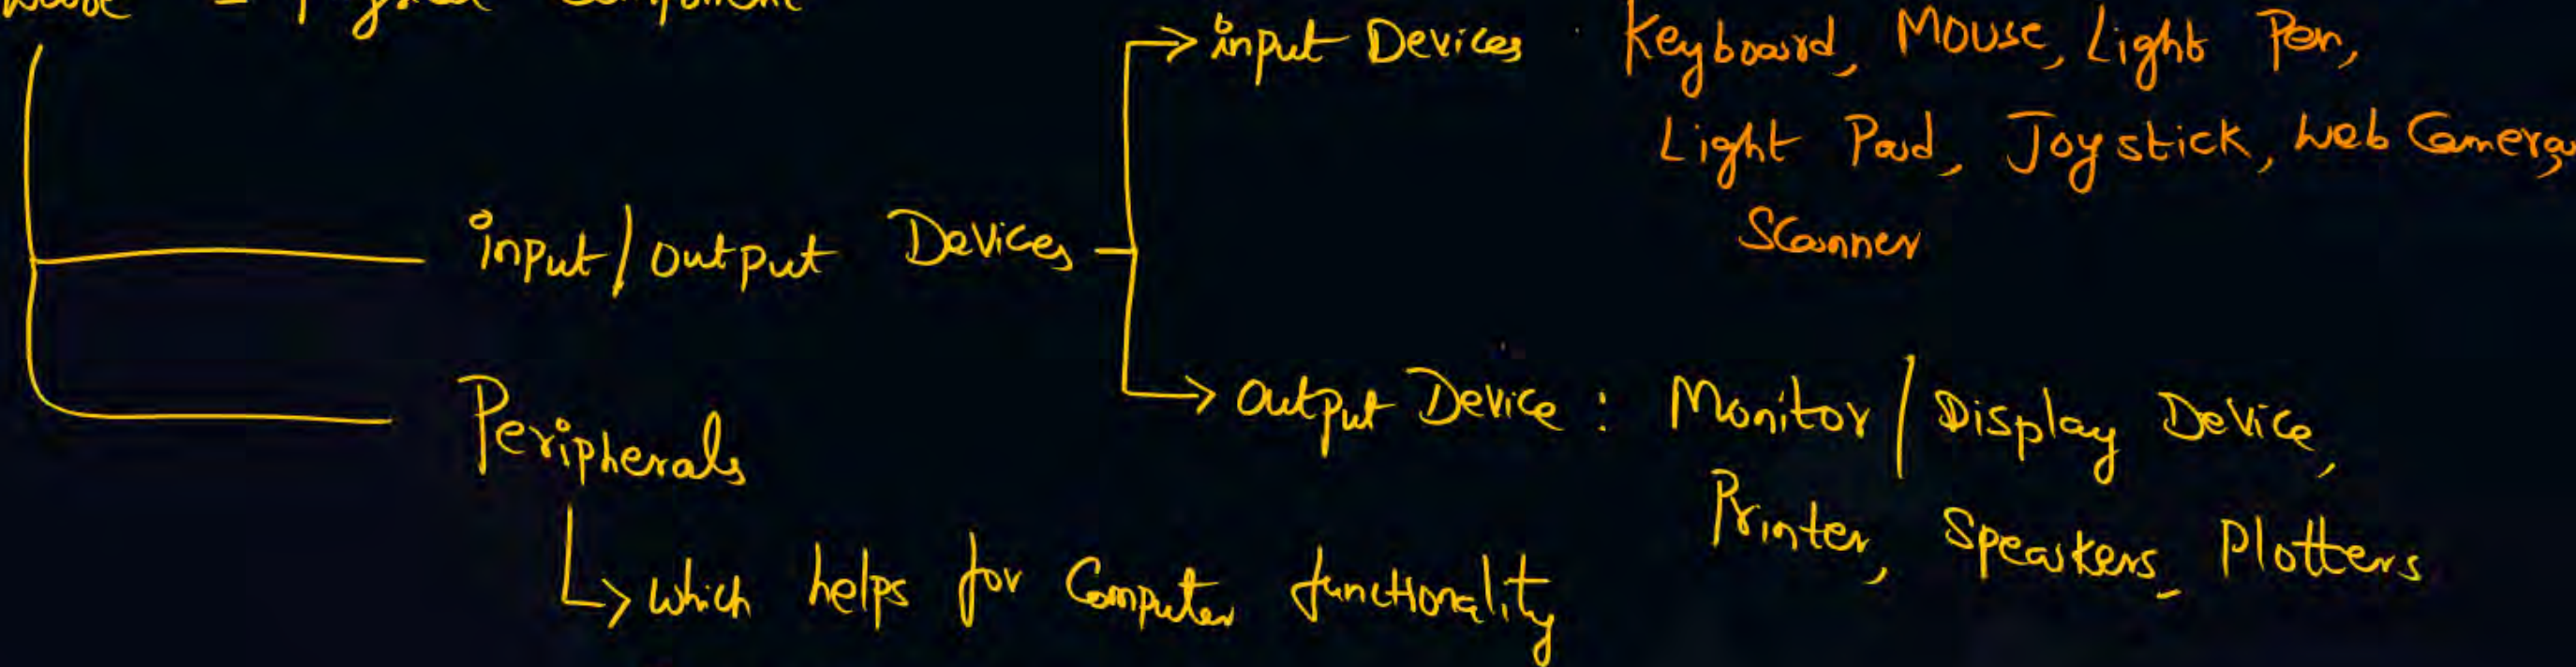 Component
input Devices Keyboard, Mouse, Light Pen,
Light Pad, Joystick, Web Camera,
Scanner
input/output Devices
output Device : Monitor / Display Device,
Printer, Speakers, Plotters
Peripherals
which helps for Computer functionality